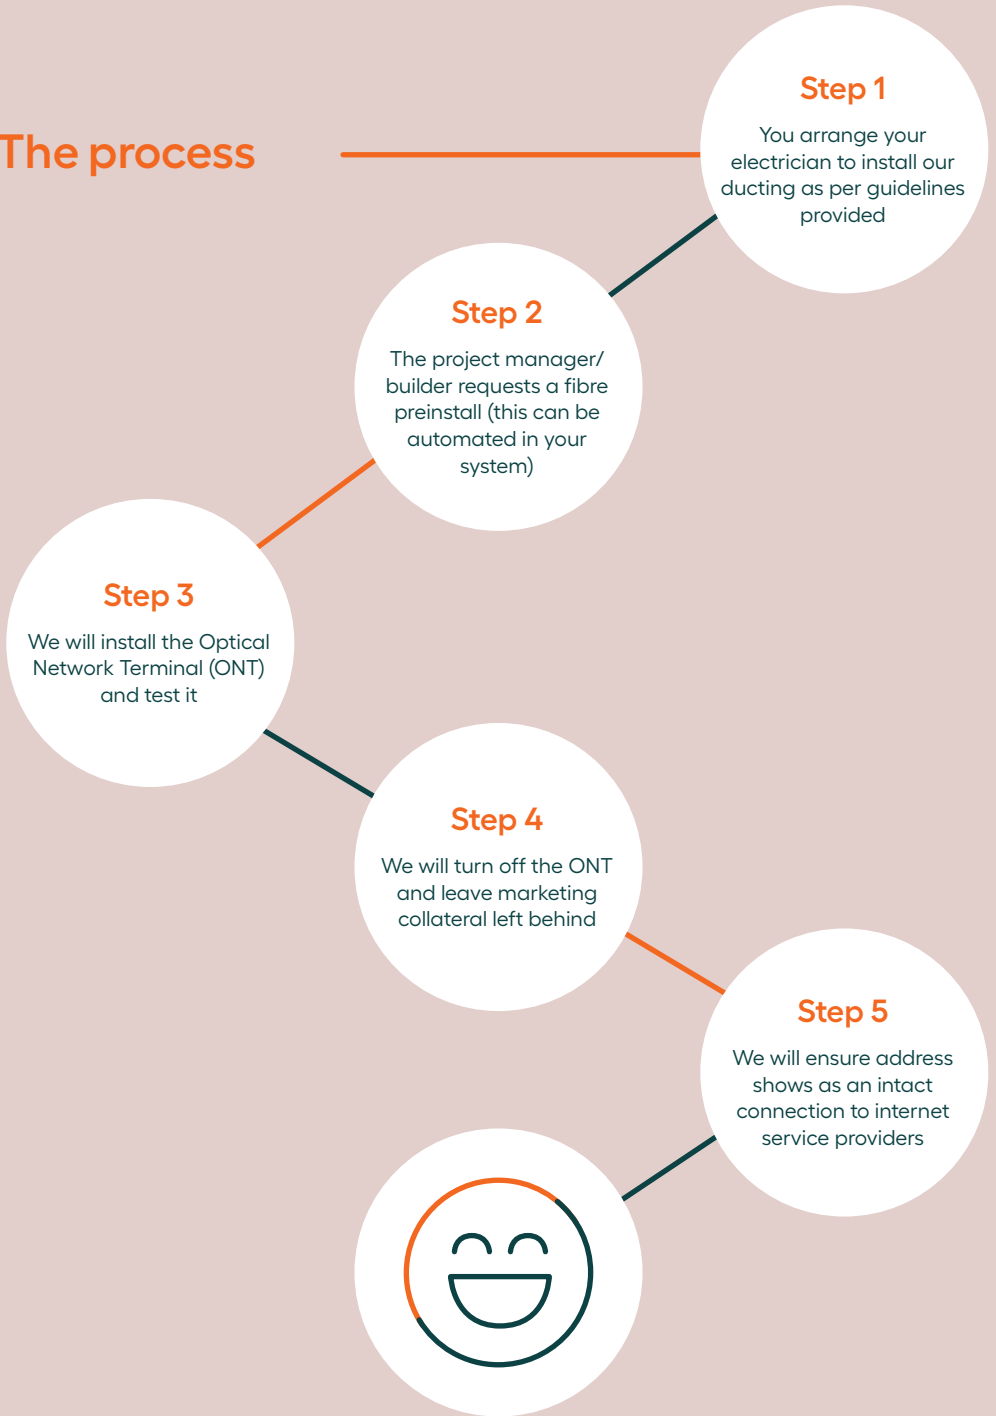 The process
Step 1
You arrange your
electrician to install our
ducting as per guidelines
provided
Step 2
The project manager/
builder requests a fibre
preinstall (this can be
automated in your
system)
Step 3
We will install the Optical
Network Terminal (ONT)
and test it
Step 4
We will turn off the ONT
and leave marketing
collateral left behind
Step 5
We will ensure address
shows as an intact
connection to internet
service providers